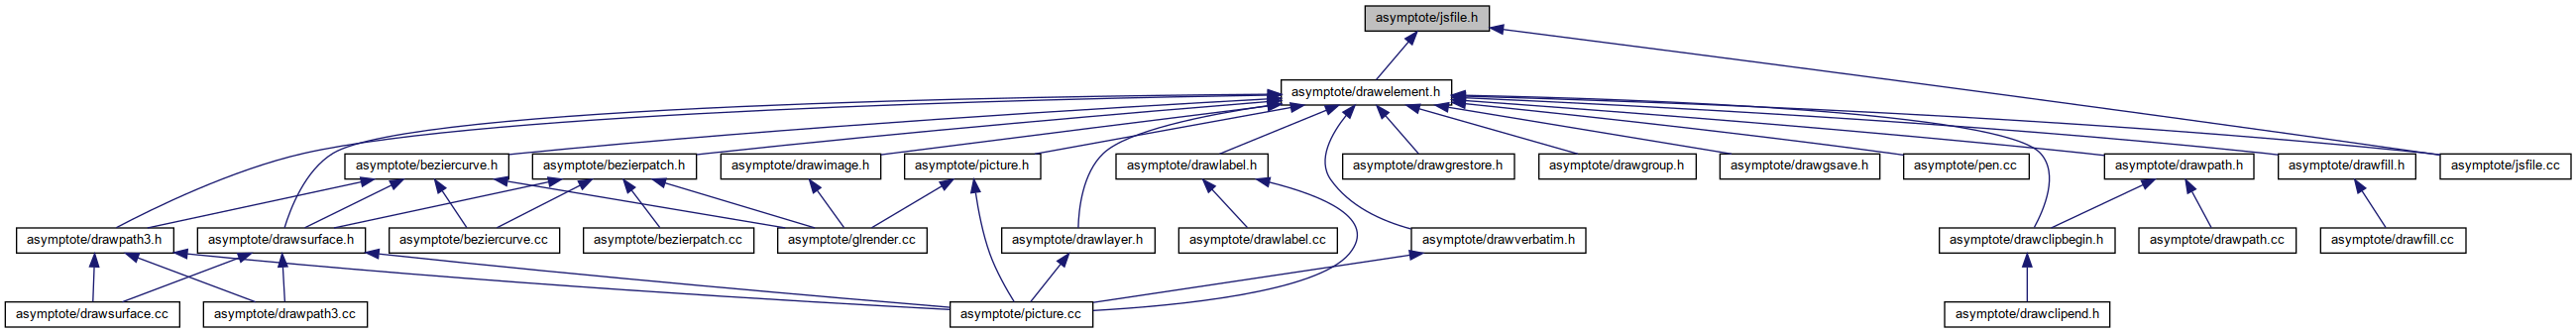 asymptote/jsfile.h
asymptote/drawelement.h
asymptote/beziercurve.h
asymptote/bezierpatch.h
asymptote/drawimage.h
asymptote/picture.h
asymptote/drawlabel.h
asymptote/drawgrestore.h
asymptote/drawgroup.h
asymptote/drawgsave.h
asymptote/pen.cc
asymptote/drawpath.h
asymptote/drawfill.h
asymptote/jsfile.cc
asymptote/drawpath3.h
asymptote/drawsurface.h
asymptote/beziercurve.cc
asymptote/bezierpatch.cc
asymptote/glrender.cc
asymptote/drawlayer.h
asymptote/drawlabel.cc
asymptote/drawverbatim.h
asymptote/drawclipbegin.h
asymptote/drawpath.cc
asymptote/drawfill.cc
asymptote/drawsurface.cc
asymptote/drawpath3.cc
asymptote/picture.cc
asymptote/drawclipend.h